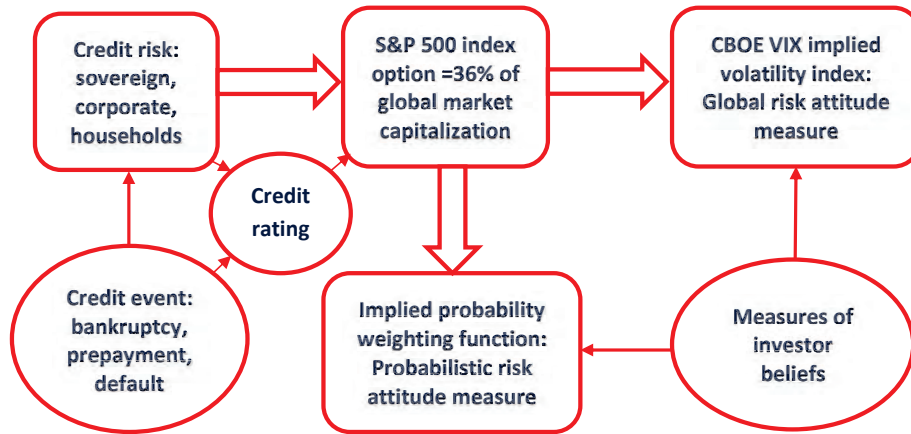 Credit risk:
sovereign,
corporate,
households
S&P 500 index
option =36% of
global market
capitalization
CBOE VIX implied
volatility index:
Global risk attitude
measure
Credit
rating
Credit event:
bankruptcy,
prepayment,
default
Implied probability
weighting function:
Probabilistic risk
attitude measure
Measures of
investor
beliefs